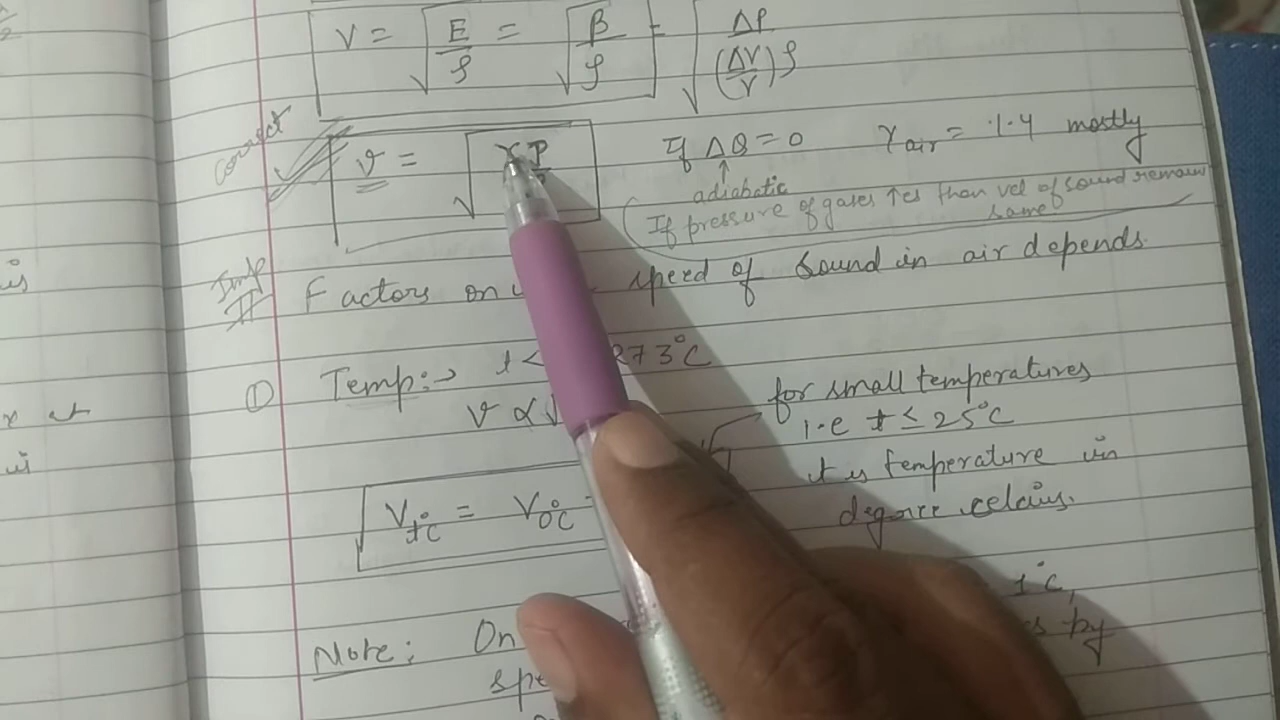 V = √(E/ρ) = √(β/ρ) = √(ΔP/((ΔV/V)ρ))
Correct
v = √(γP
If ΔQ = 0
γair = 1.4 mostly
adiabatic
(If pressure of gases ↑es than vel of sound remain
same
Imp
Factors on speed of sound in air depends
① Temp:→ t < 273°C
v ∝ √
for small temperatures
i.e t ≤ 25°C
it is temperature in
degree celcius.
Vt°C = V0°C
Note: On 1°C,
by